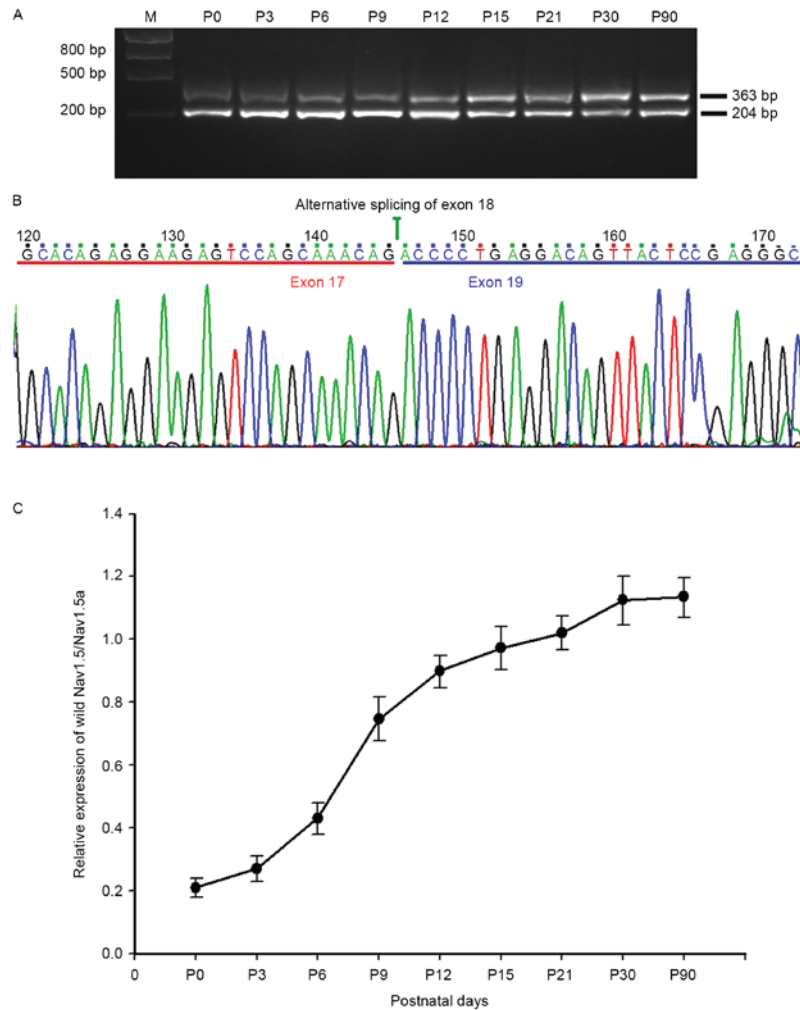 A
M P0 P3 P6 P9 P12 P15 P21 P30 P90
800 bp
500 bp
200 bp
363 bp
204 bp
B
Alternative splicing of exon 18
120 130 140 150 160 170
GCACAGAGGAAGAGTCCAGCAAACAGACCCCTGAGGACAGTTACTCCGAGGGC
Exon 17 Exon 19
C
Relative expression of wild Nav1.5/Nav1.5a
1.4
1.2
1.0
0.8
0.6
0.4
0.2
0.0
0 P0 P3 P6 P9 P12 P15 P21 P30 P90
Postnatal days